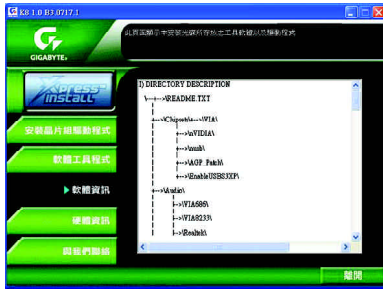 K8 1.0 B3.0717.1
GIGABYTE
此頁面顯示本安裝光碟所存放之工具軟體以及驅動程式
Xpress
INSTALL
安裝晶片組驅動程式
軟體工具程式
軟體資訊
硬體資訊
與我們聯絡
I) DIRECTORY DESCRIPTION
\--+-->\README.TXT
+-->\Chipset\+-->\VIA\
+-->\nVIDIA\
+-->\AGP_Patch\
+-->\EnableUSBS3XP\
+-->\Audio\
+-->\VIA686\
+-->\VIA8233\
+-->\Realtek\
離開